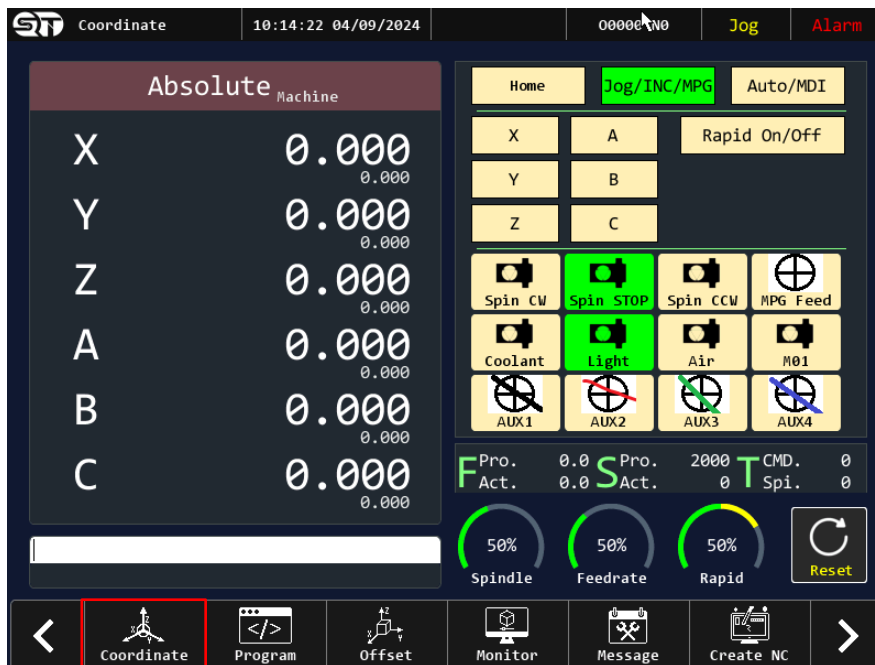 ST Coordinate 10:14:22 04/09/2024 O0000 N0 Jog Alarm
Absolute Machine
X 0.000
0.000
Y 0.000
0.000
Z 0.000
0.000
A 0.000
0.000
B 0.000
0.000
C 0.000
0.000
Home Jog/INC/MPG Auto/MDI
X A Rapid On/Off
Y B
Z C
Spin CW Spin STOP Spin CCW MPG Feed
Coolant Light Air M01
AUX1 AUX2 AUX3 AUX4
F Pro. 0.0 S Pro. 2000 T CMD. 0
Act. 0.0 Act. 0 Spi. 0
50% 50% 50%
Spindle Feedrate Rapid Reset
Coordinate Program Offset Monitor Message Create NC